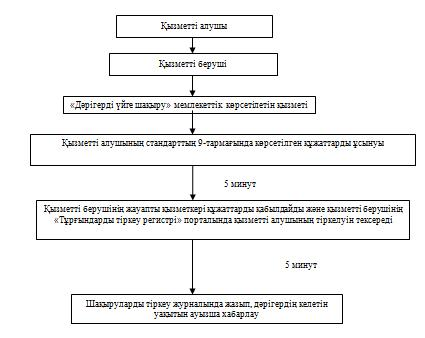 Қызметті алушы
Қызметті беруші
«Дәрігерді үйге шақыру» мемлекеттік көрсетілетін қызметі
Қызметті алушының стандарттың 9-тармағында көрсетілген құжаттарды ұсынуы
5 минут
Қызметті берушінің жауапты қызметкері құжаттарды қабылдайды және қызметті берушінің
«Тұрғындарды тіркеу регистрі» порталында қызметті алушының тіркелуін тексереді
5 минут
Шақыруларды тіркеу журналында жазып, дәрігердің келетін
уақытын ауызша хабарлау